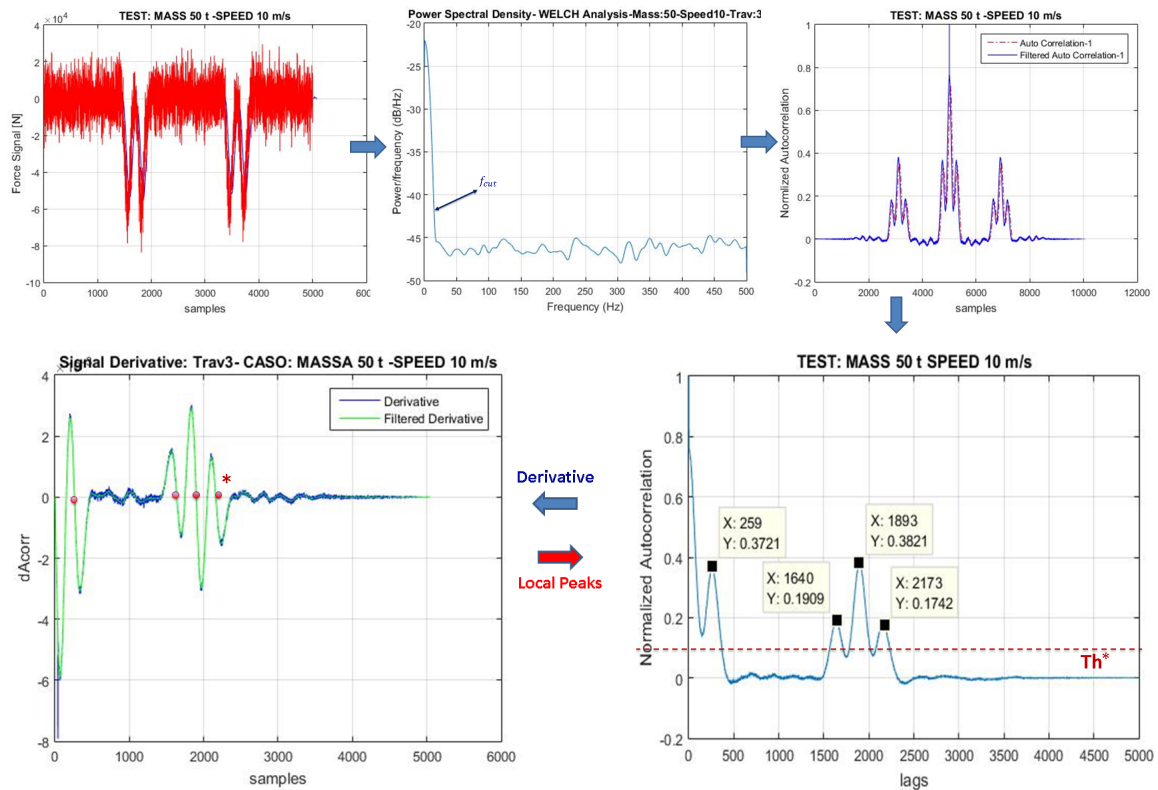 TEST: MASS 50 t -SPEED 10 m/s
× 10⁴
4
2
0
-2
-4
-6
-8
-10
Force Signal [N]
0
1000
2000
3000
4000
5000
samples
Power Spectral Density- WELCH Analysis-Mass:50-Speed10-Trav:3
-20
-25
-30
-35
-40
-45
-50
Power/frequency (dB/Hz)
f_cut
0
50
100
150
200
250
300
350
400
450
500
Frequency (Hz)
TEST: MASS 50 t -SPEED 10 m/s
Auto Correlation-1
Filtered Auto Correlation-1
1
0.8
0.6
0.4
0.2
0
-0.2
Normlized Autocorrelation
0
2000
4000
6000
8000
10000
12000
samples
Signal Derivative: Trav3- CASO: MASSA 50 t -SPEED 10 m/s
Derivative
Filtered Derivative
4
2
0
-2
-4
-6
-8
dAcorr
*
0
1000
2000
3000
4000
5000
6000
samples
Derivative
Local Peaks
TEST: MASS 50 t SPEED 10 m/s
1
0.8
0.6
0.4
0.2
0
-0.2
Normalized Autocorrelation
X: 259
Y: 0.3721
X: 1893
Y: 0.3821
X: 1640
Y: 0.1909
X: 2173
Y: 0.1742
Th*
0
500
1000
1500
2000
2500
3000
3500
4000
4500
5000
lags